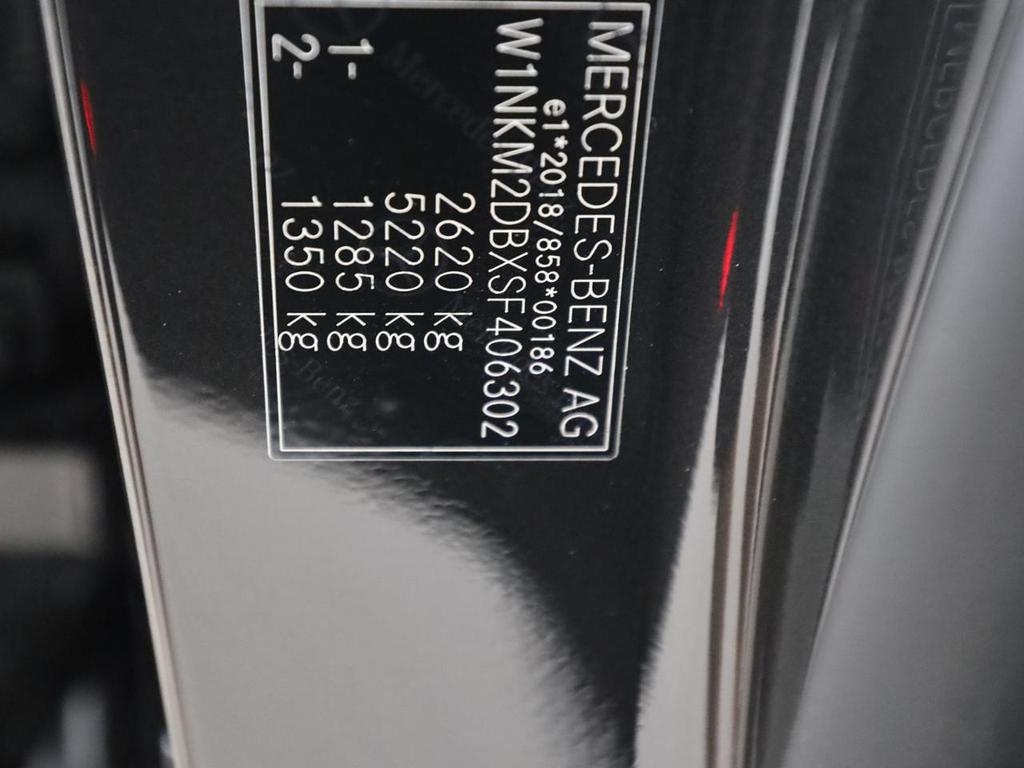 MERCEDES-BENZ AG
e1*2018/858*00186
W1NKM2DBXSF406302
2620 kg
5220 kg
1- 1285 kg
2- 1350 kg